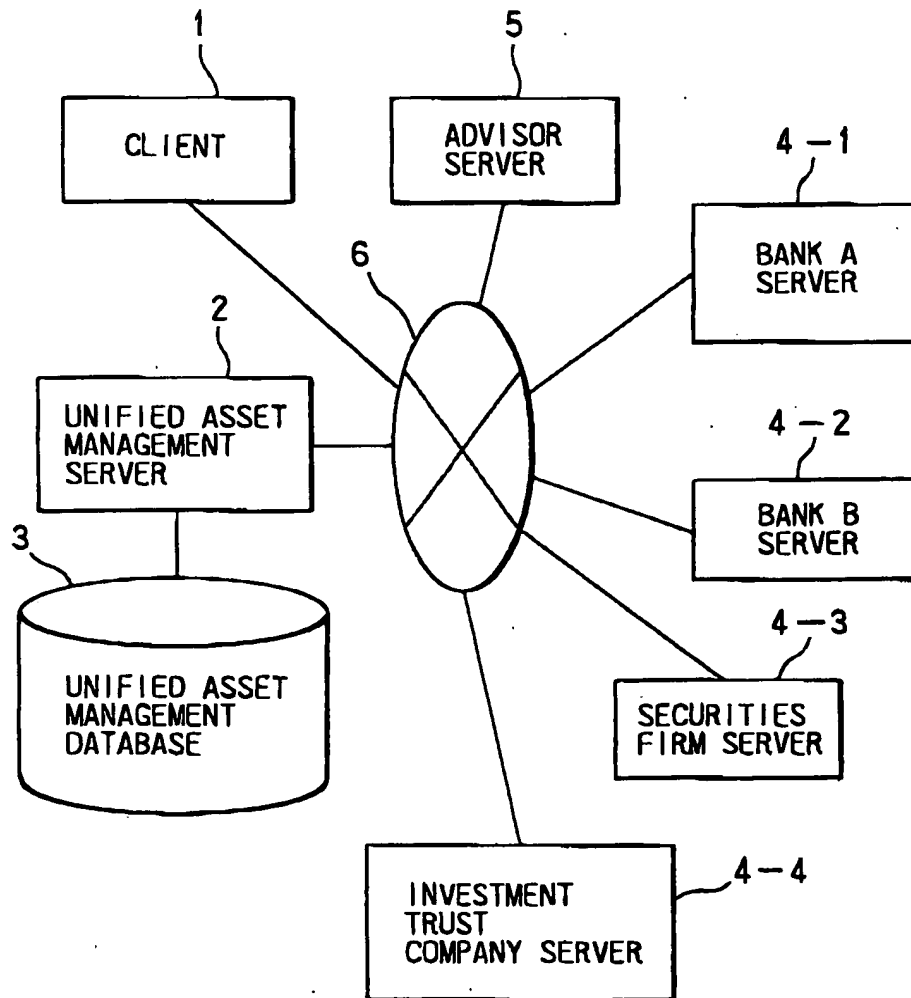 1
CLIENT
5
ADVISOR
SERVER
4-1
BANK A
SERVER
6
2
UNIFIED ASSET
MANAGEMENT
SERVER
4-2
BANK B
SERVER
3
UNIFIED ASSET
MANAGEMENT
DATABASE
4-3
SECURITIES
FIRM SERVER
4-4
INVESTMENT
TRUST
COMPANY SERVER